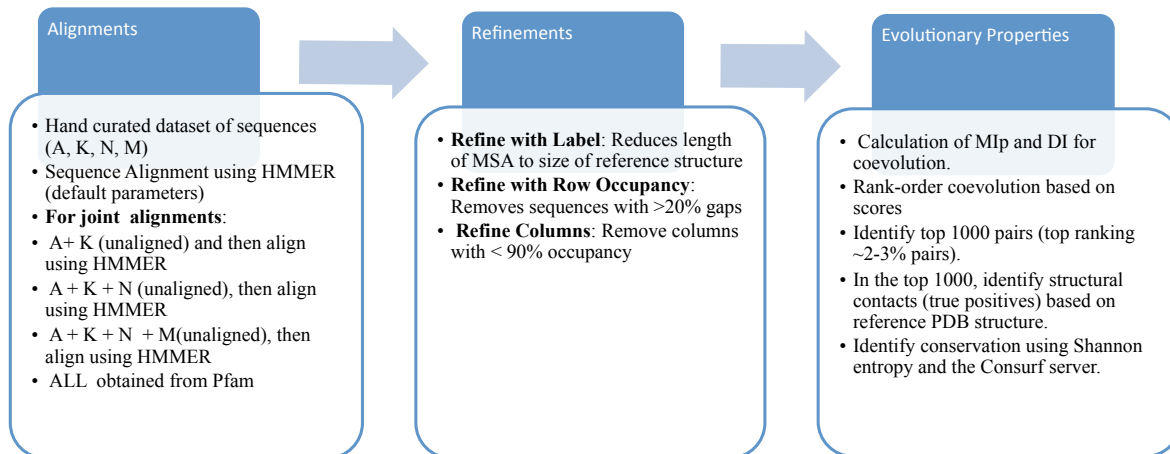 Alignments
• Hand curated dataset of sequences
(A, K, N, M)
• Sequence Alignment using HMMER
(default parameters)
• For joint alignments:
• A+ K (unaligned) and then align
using HMMER
• A + K + N (unaligned), then align
using HMMER
• A + K + N + M(unaligned), then
align using HMMER
• ALL obtained from Pfam
Refinements
• Refine with Label: Reduces length
of MSA to size of reference structure
• Refine with Row Occupancy:
Removes sequences with >20% gaps
• Refine Columns: Remove columns
with < 90% occupancy
Evolutionary Properties
• Calculation of MIp and DI for
coevolution.
• Rank-order coevolution based on
scores
• Identify top 1000 pairs (top ranking
~2-3% pairs).
• In the top 1000, identify structural
contacts (true positives) based on
reference PDB structure.
• Identify conservation using Shannon
entropy and the Consurf server.